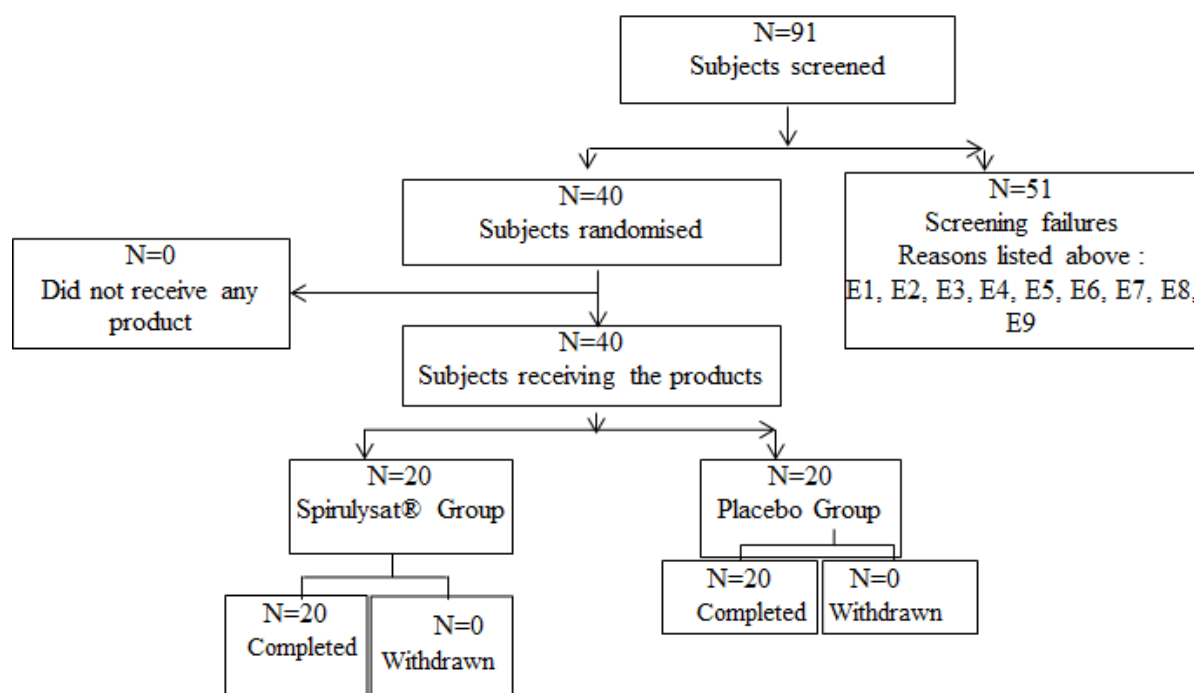 N=91
Subjects screened
N=40
Subjects randomised
N=51
Screening failures
Reasons listed above :
E1, E2, E3, E4, E5, E6, E7, E8,
E9
N=0
Did not receive any
product
N=40
Subjects receiving the products
N=20
Spirulysat® Group
N=20
Placebo Group
N=20
Completed
N=0
Withdrawn
N=20
Completed
N=0
Withdrawn